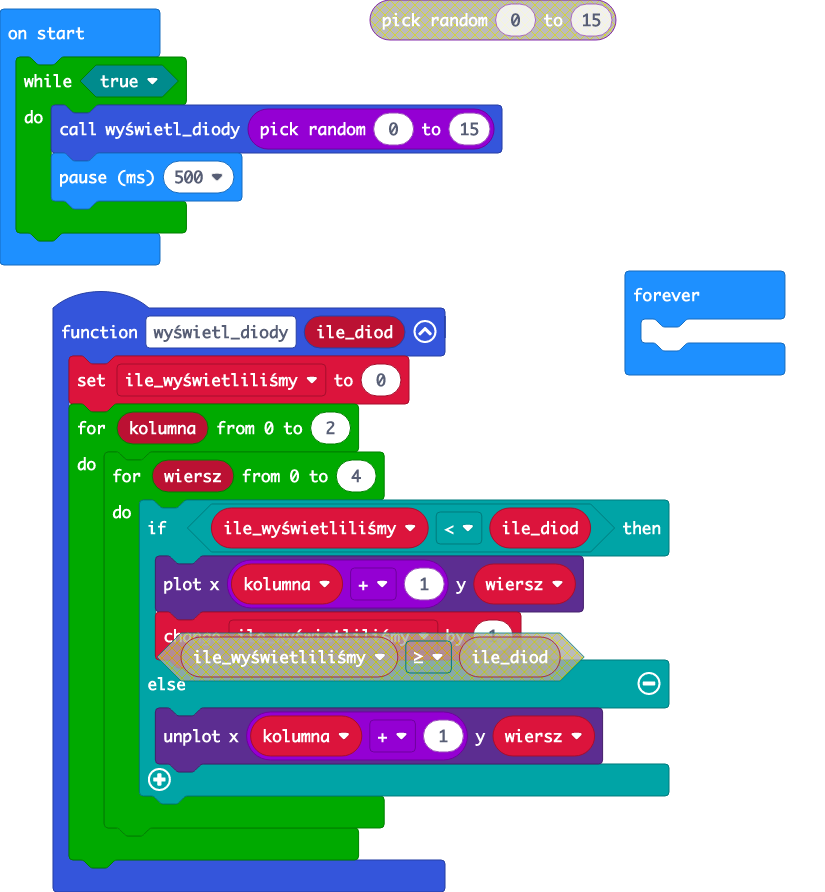 pick random 0 to 15
on start
while true
do
call wyświetl_diody pick random 0 to 15
pause (ms) 500
forever
function wyświetl_diody ile_diod
set ile_wyświetliliśmy to 0
for kolumna from 0 to 2
do
for wiersz from 0 to 4
do
if ile_wyświetliliśmy < ile_diod then
plot x kolumna + 1 y wiersz
change ile_wyświetliliśmy by 1
ile_wyświetliliśmy ≥ ile_diod
else
unplot x kolumna + 1 y wiersz